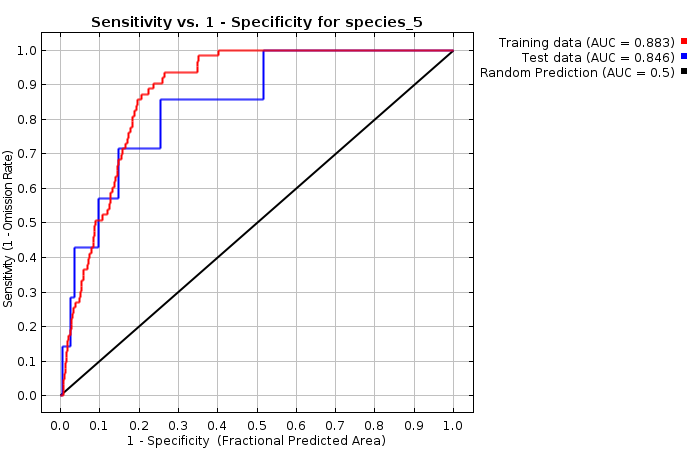 Sensitivity vs. 1 - Specificity for species_5
Training data (AUC = 0.883)
Test data (AUC = 0.846)
Random Prediction (AUC = 0.5)
Sensitivity (1 - Omission Rate)
1.0
0.9
0.8
0.7
0.6
0.5
0.4
0.3
0.2
0.1
0.0
0.0 0.1 0.2 0.3 0.4 0.5 0.6 0.7 0.8 0.9 1.0
1 - Specificity (Fractional Predicted Area)